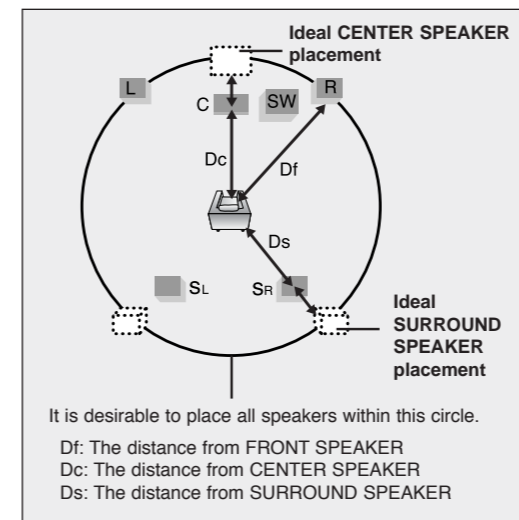 Ideal CENTER SPEAKER
placement
L
R
C
SW
Dc
Df
Ds
SL
SR
Ideal
SURROUND
SPEAKER
placement
It is desirable to place all speakers within this circle.
Df: The distance from FRONT SPEAKER
Dc: The distance from CENTER SPEAKER
Ds: The distance from SURROUND SPEAKER